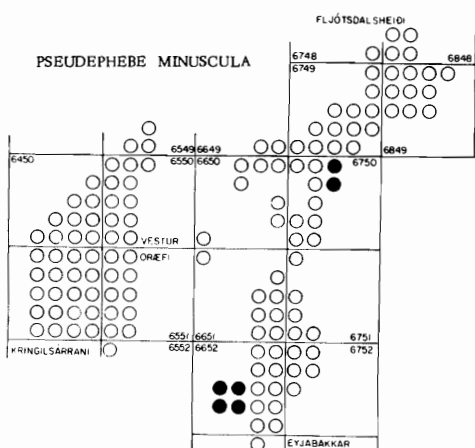 FLJÓTSDALSHEIÐI
PSEUDEPHEBE MINUSCULA
6748 6848
6749
6450 6549 6649 6849
6550 6650 6750
VESTUR
ÖRÆFI
6551 6651 6751
KRINGILSÁRRANI 6552 6652 6752
EYJABAKKAR